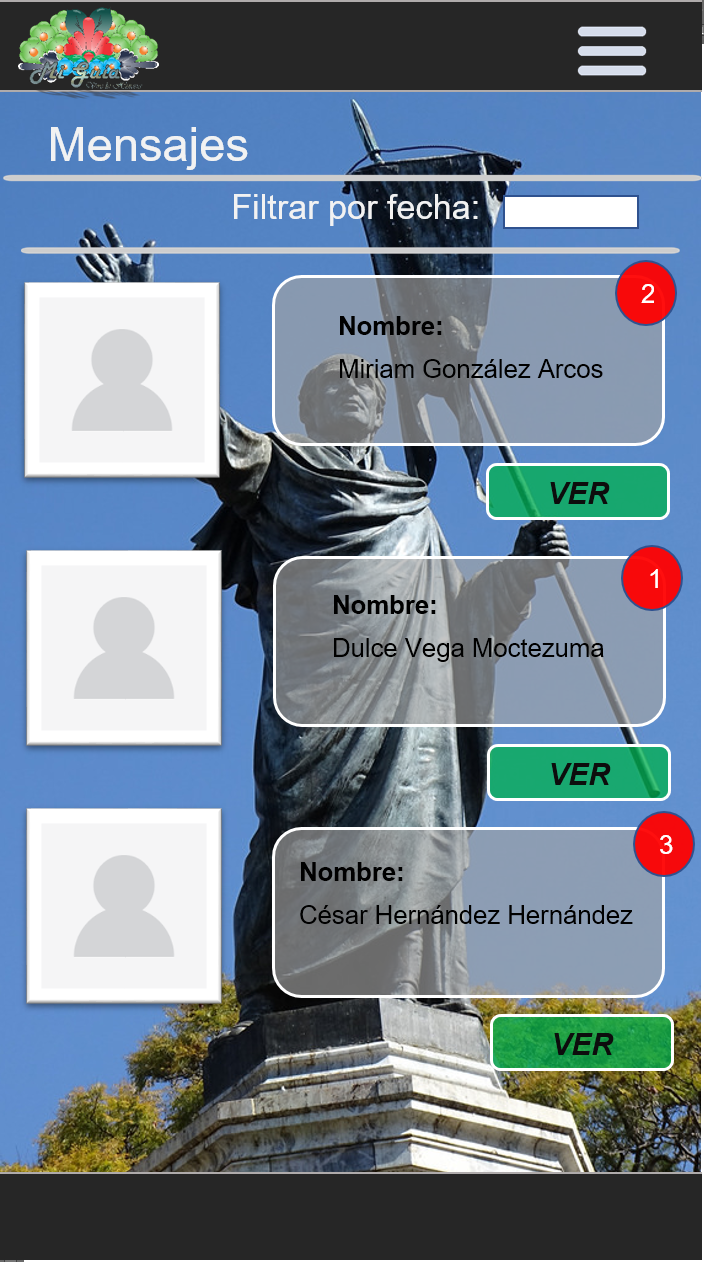 Mi Guía
Mensajes
Filtrar por fecha:
2
Nombre:
Miriam González Arcos
VER
1
Nombre:
Dulce Vega Moctezuma
VER
3
Nombre:
César Hernández Hernández
VER